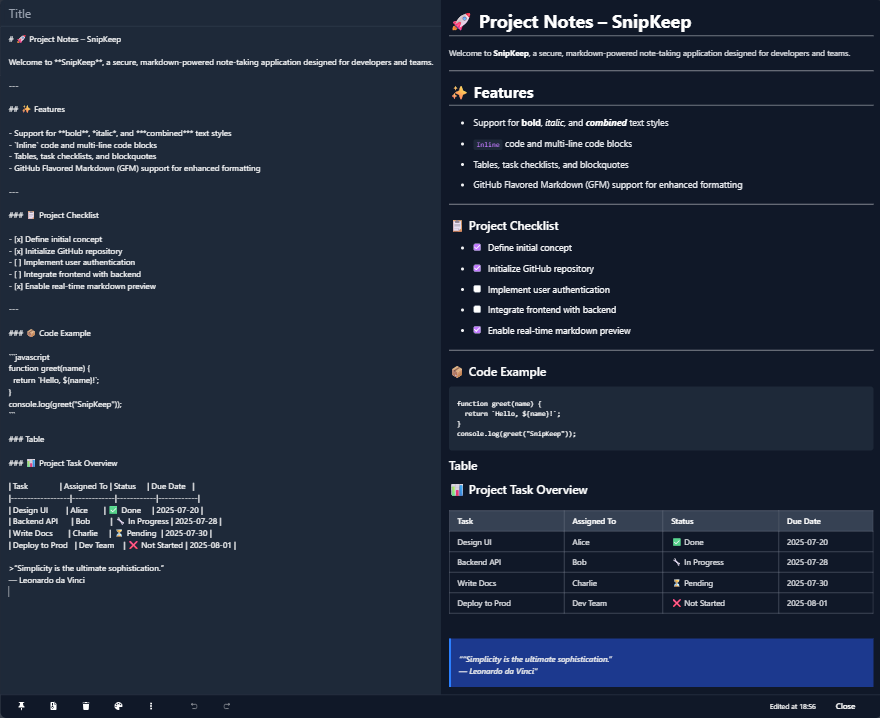 Title
# 🚀 Project Notes – SnipKeep
Welcome to **SnipKeep**, a secure, markdown-powered note-taking application designed for developers and teams.
---
## ✨ Features
- Support for **bold**, *italic*, and ***combined*** text styles
- `Inline` code and multi-line code blocks
- Tables, task checklists, and blockquotes
- GitHub Flavored Markdown (GFM) support for enhanced formatting
---
### 📋 Project Checklist
- [x] Define initial concept
- [x] Initialize GitHub repository
- [ ] Implement user authentication
- [ ] Integrate frontend with backend
- [x] Enable real-time markdown preview
---
### 📦 Code Example
```javascript
function greet(name) {
  return `Hello, ${name}!`;
}
console.log(greet("SnipKeep"));
```
### Table
### 📊 Project Task Overview
| Task | Assigned To | Status | Due Date |
|------------------|-------------|------------|------------|
| Design UI | Alice | ✅ Done | 2025-07-20 |
| Backend API | Bob | 🔧 In Progress | 2025-07-28 |
| Write Docs | Charlie | ⏳ Pending | 2025-07-30 |
| Deploy to Prod | Dev Team | ❌ Not Started | 2025-08-01 |
>"Simplicity is the ultimate sophistication."
— Leonardo da Vinci
🚀 Project Notes – SnipKeep
Welcome to SnipKeep, a secure, markdown-powered note-taking application designed for developers and teams.
✨ Features
• Support for bold, italic, and combined text styles
• Inline code and multi-line code blocks
• Tables, task checklists, and blockquotes
• GitHub Flavored Markdown (GFM) support for enhanced formatting
📋 Project Checklist
• Define initial concept
• Initialize GitHub repository
• Implement user authentication
• Integrate frontend with backend
• Enable real-time markdown preview
📦 Code Example
function greet(name) {
  return `Hello, ${name}!`;
}
console.log(greet("SnipKeep"));
Table
📊 Project Task Overview
Task Assigned To Status Due Date
Design UI Alice ✅ Done 2025-07-20
Backend API Bob 🔧 In Progress 2025-07-28
Write Docs Charlie ⏳ Pending 2025-07-30
Deploy to Prod Dev Team ❌ Not Started 2025-08-01
""Simplicity is the ultimate sophistication."
— Leonardo da Vinci"
Edited at 18:56 Close